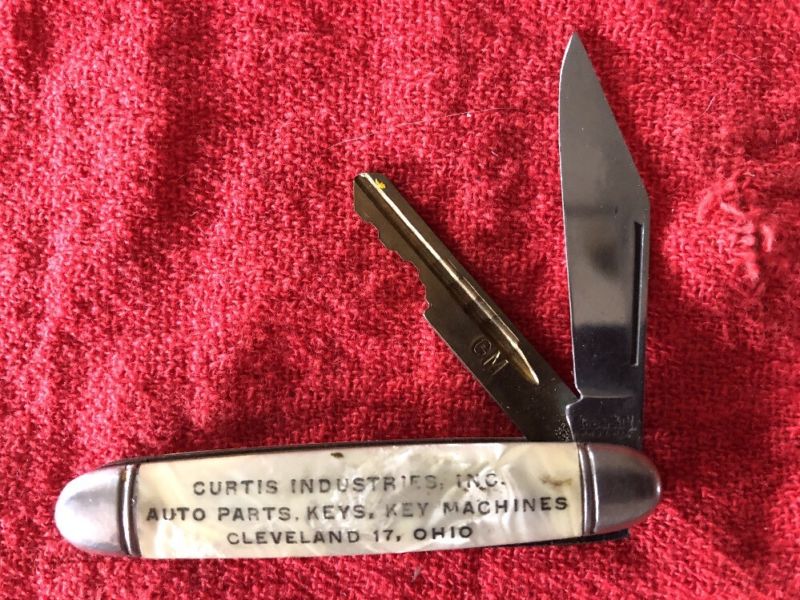 GM
CURTIS INDUSTRIES, INC.
AUTO PARTS, KEYS, KEY MACHINES
CLEVELAND 17, OHIO